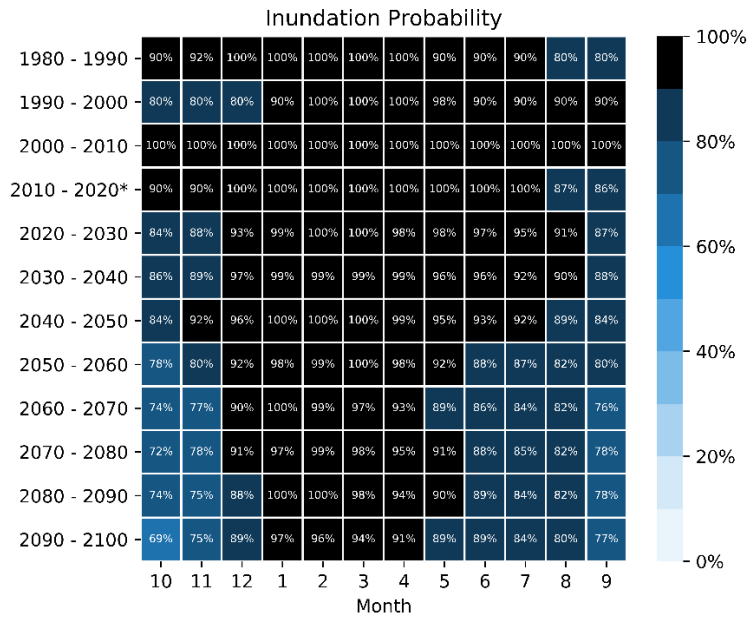 Inundation Probability
1980 - 1990 90% 92% 100% 100% 100% 100% 100% 90% 90% 90% 80% 80%
1990 - 2000 80% 80% 80% 90% 100% 100% 100% 98% 90% 90% 90% 90%
2000 - 2010 100% 100% 100% 100% 100% 100% 100% 100% 100% 100% 100% 100%
2010 - 2020* 90% 90% 100% 100% 100% 100% 100% 100% 100% 100% 87% 86%
2020 - 2030 84% 88% 93% 99% 100% 100% 98% 98% 97% 95% 91% 87%
2030 - 2040 86% 89% 97% 99% 99% 99% 99% 96% 96% 92% 90% 88%
2040 - 2050 84% 92% 96% 100% 100% 100% 99% 95% 93% 92% 89% 84%
2050 - 2060 78% 80% 92% 98% 99% 100% 98% 92% 88% 87% 82% 80%
2060 - 2070 74% 77% 90% 100% 99% 97% 93% 89% 86% 84% 82% 76%
2070 - 2080 72% 78% 91% 97% 99% 98% 95% 91% 88% 85% 82% 78%
2080 - 2090 74% 75% 88% 100% 100% 98% 94% 90% 89% 84% 82% 78%
2090 - 2100 69% 75% 89% 97% 96% 94% 91% 89% 89% 84% 80% 77%
10 11 12 1 2 3 4 5 6 7 8 9
Month
100%
80%
60%
40%
20%
0%